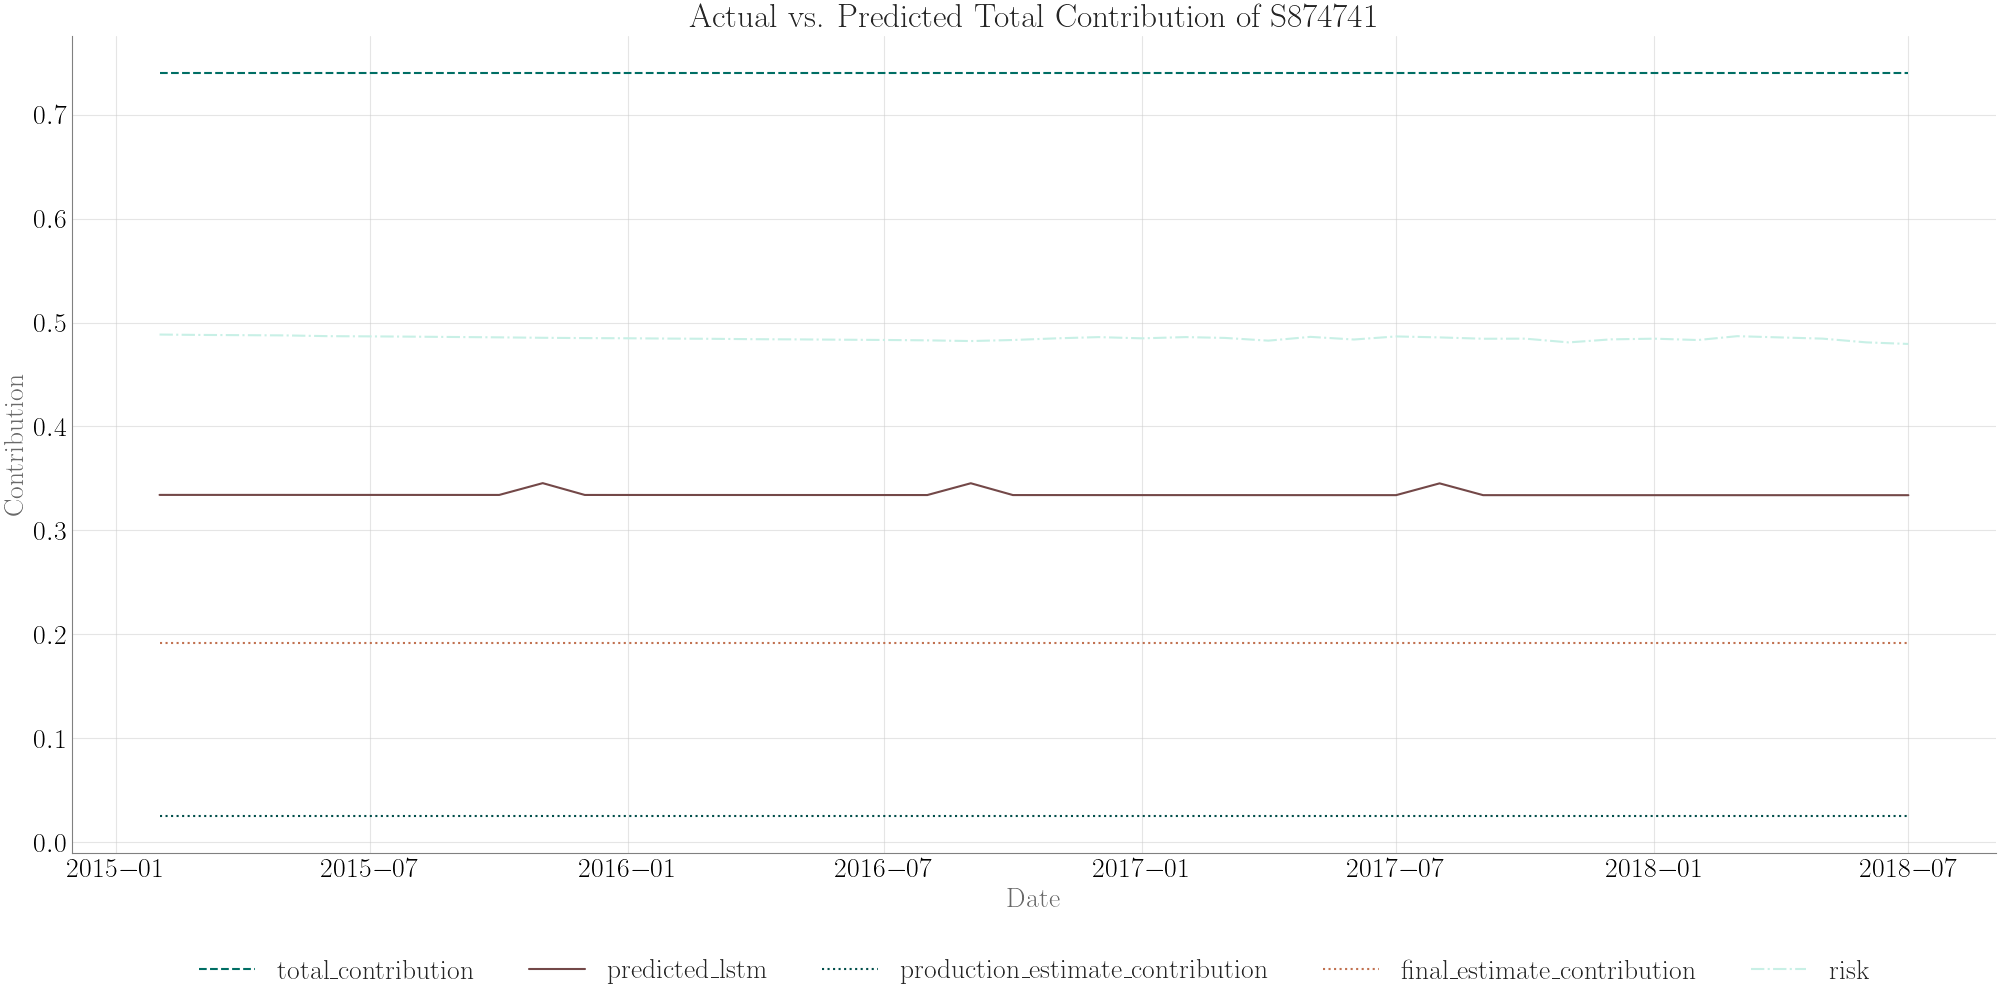 Actual vs. Predicted Total Contribution of S874741
0.7
0.6
0.5
0.4
0.3
0.2
0.1
0.0
Contribution
2015–01 2015–07 2016–01 2016–07 2017–01 2017–07 2018–01 2018–07
Date
total_contribution predicted_lstm production_estimate_contribution final_estimate_contribution risk